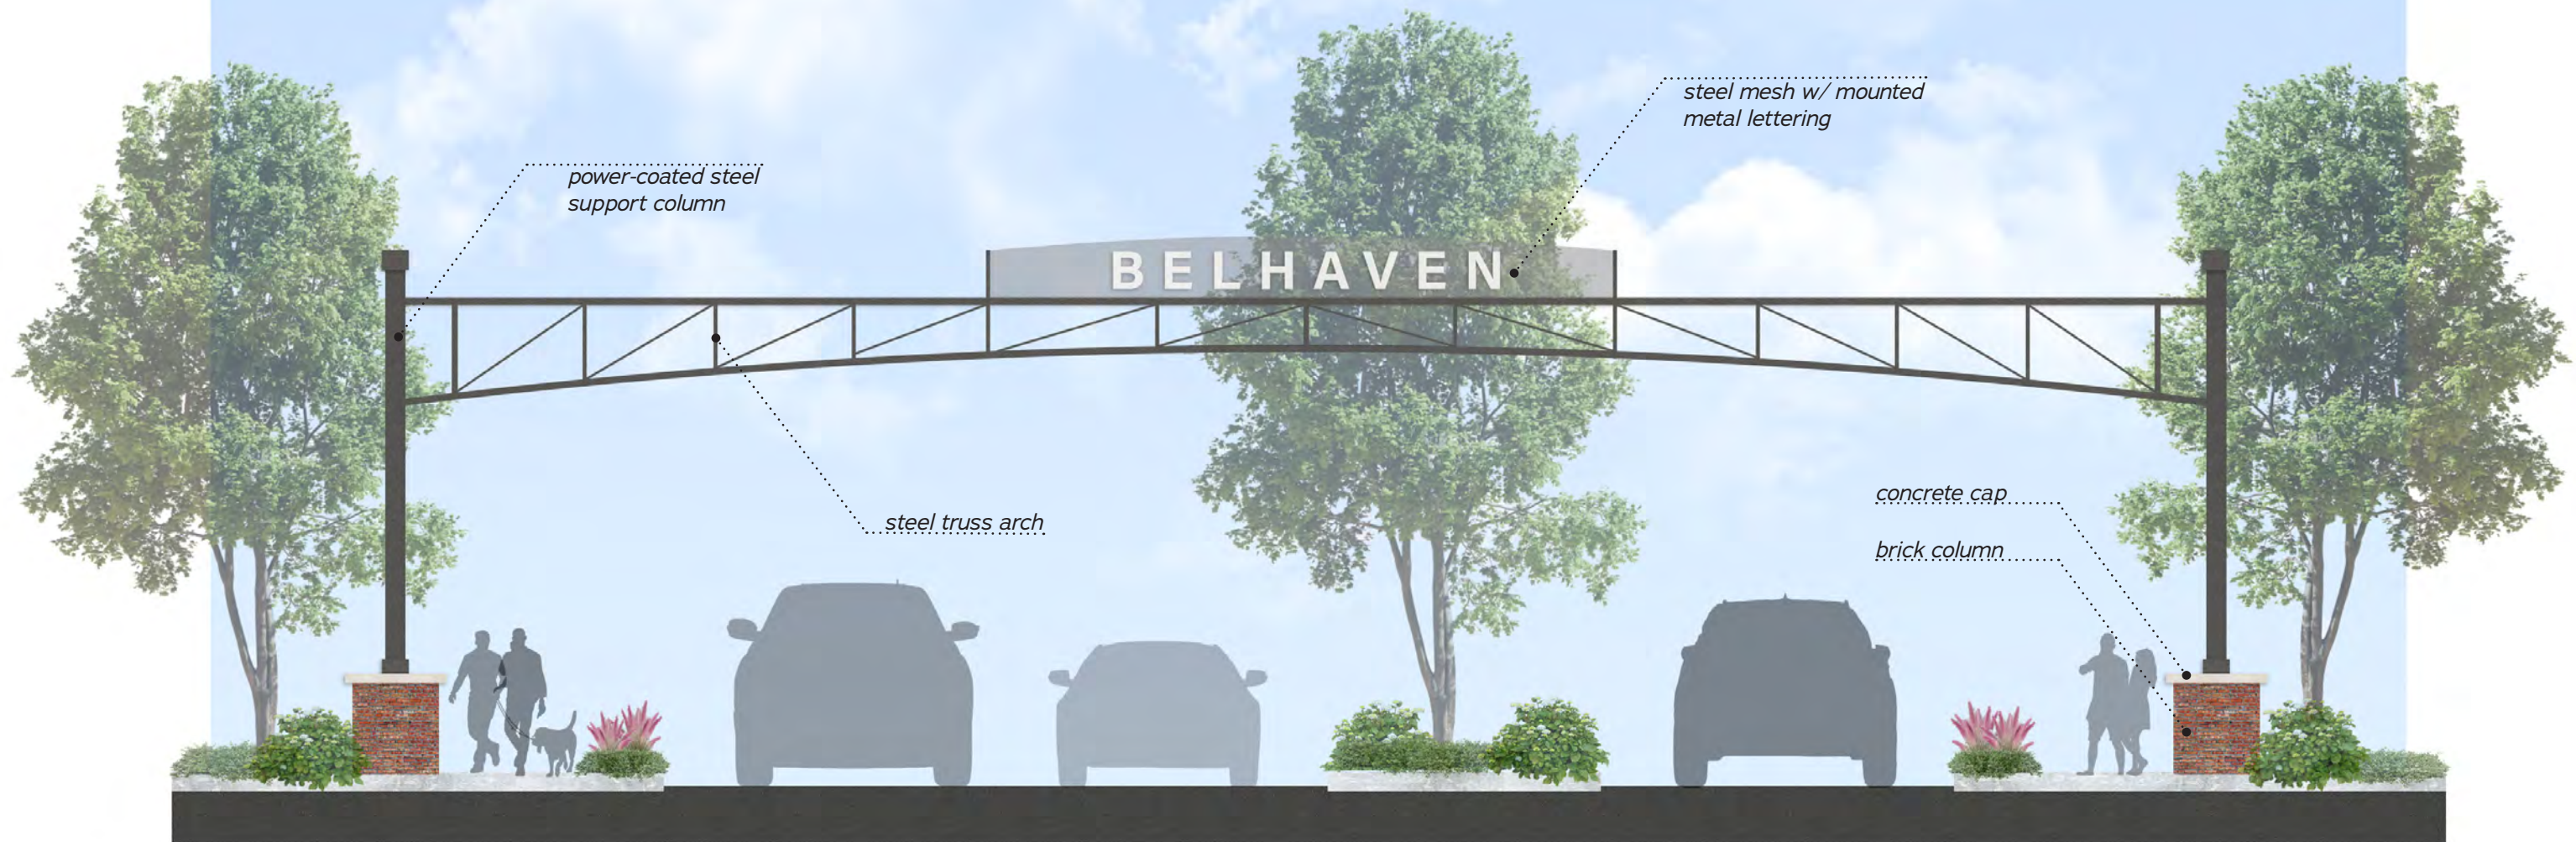 steel mesh w/ mounted
metal lettering
power-coated steel
support column
BELHAVEN
steel truss arch
concrete cap
brick column